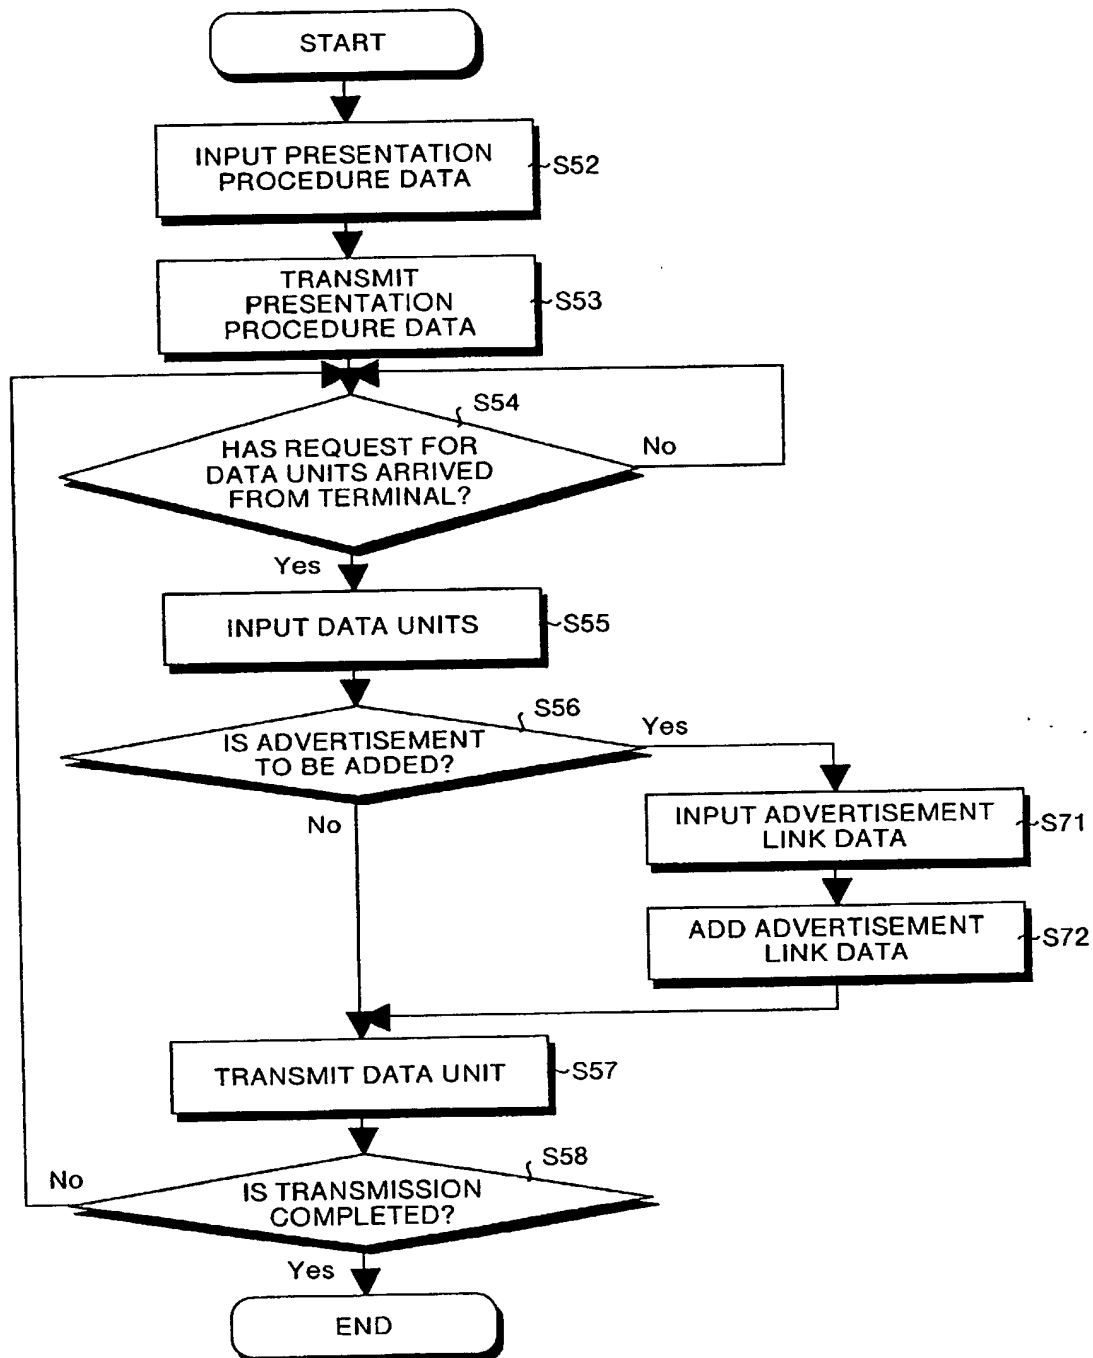 START
INPUT PRESENTATION
PROCEDURE DATA
S52
TRANSMIT
PRESENTATION
PROCEDURE DATA
S53
S54
HAS REQUEST FOR
DATA UNITS ARRIVED
FROM TERMINAL?
No
Yes
INPUT DATA UNITS
S55
S56
IS ADVERTISEMENT
TO BE ADDED?
Yes
No
INPUT ADVERTISEMENT
LINK DATA
S71
ADD ADVERTISEMENT
LINK DATA
S72
TRANSMIT DATA UNIT
S57
S58
No
IS TRANSMISSION
COMPLETED?
Yes
END